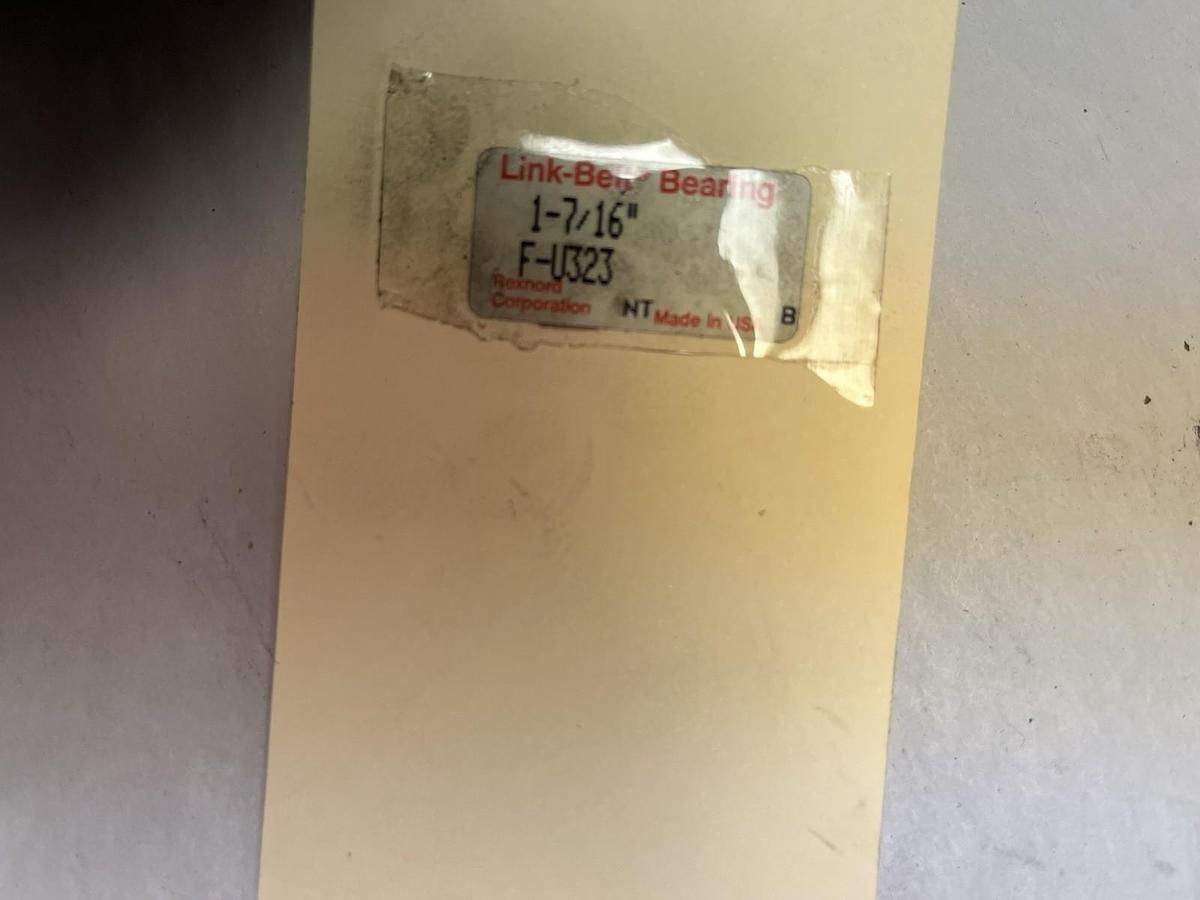 Link-Belt® Bearing
1-7/16"
F-U323
Rexnord
Corporation NT Made in USA B